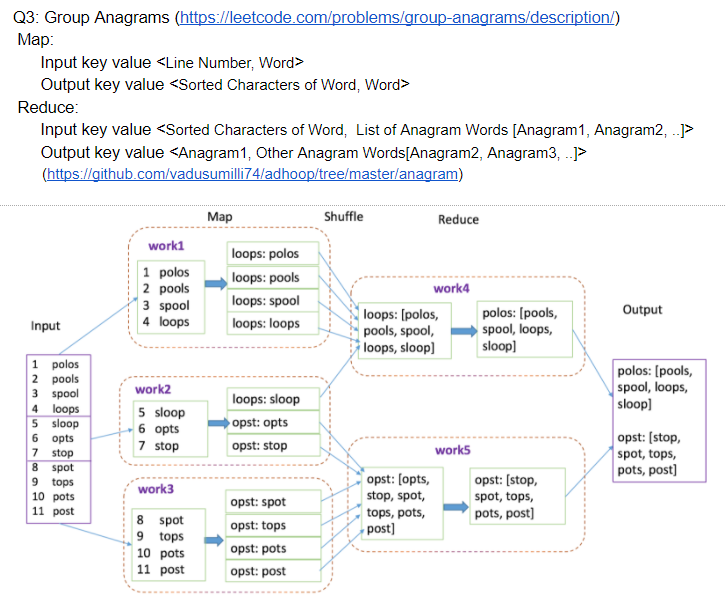 Q3: Group Anagrams (https://leetcode.com/problems/group-anagrams/description/)
Map:
Input key value <Line Number, Word>
Output key value <Sorted Characters of Word, Word>
Reduce:
Input key value <Sorted Characters of Word, List of Anagram Words [Anagram1, Anagram2, ..]>
Output key value <Anagram1, Other Anagram Words[Anagram2, Anagram3, ..]>
(https://github.com/vadusumilli74/adhoop/tree/master/anagram)
Map
Shuffle
Reduce
Input
1 polos
2 pools
3 spool
4 loops
5 sloop
6 opts
7 stop
8 spot
9 tops
10 pots
11 post
work1
1 polos
2 pools
3 spool
4 loops
loops: polos
loops: pools
loops: spool
loops: loops
work2
5 sloop
6 opts
7 stop
loops: sloop
opst: opts
opst: stop
work3
8 spot
9 tops
10 pots
11 post
opst: spot
opst: tops
opst: pots
opst: post
work4
loops: [polos,
pools, spool,
loops, sloop]
polos: [pools,
spool, loops,
sloop]
work5
opst: [opts,
stop, spot,
tops, pots,
post]
opst: [stop,
spot, tops,
pots, post]
Output
polos: [pools,
spool, loops,
sloop]
opst: [stop,
spot, tops,
pots, post]